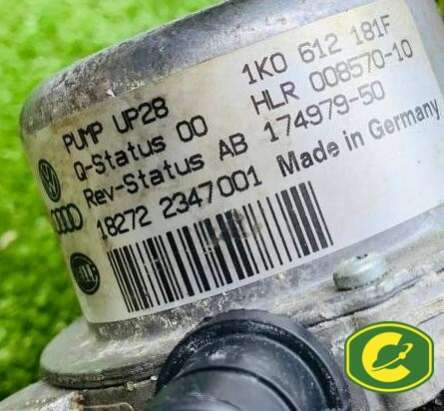 PUMP UP28 1K0 612 181F
Q-Status 00 HLR 008570-10
Rev-Status AB 174979-50
18272 2347001 Made in Germany